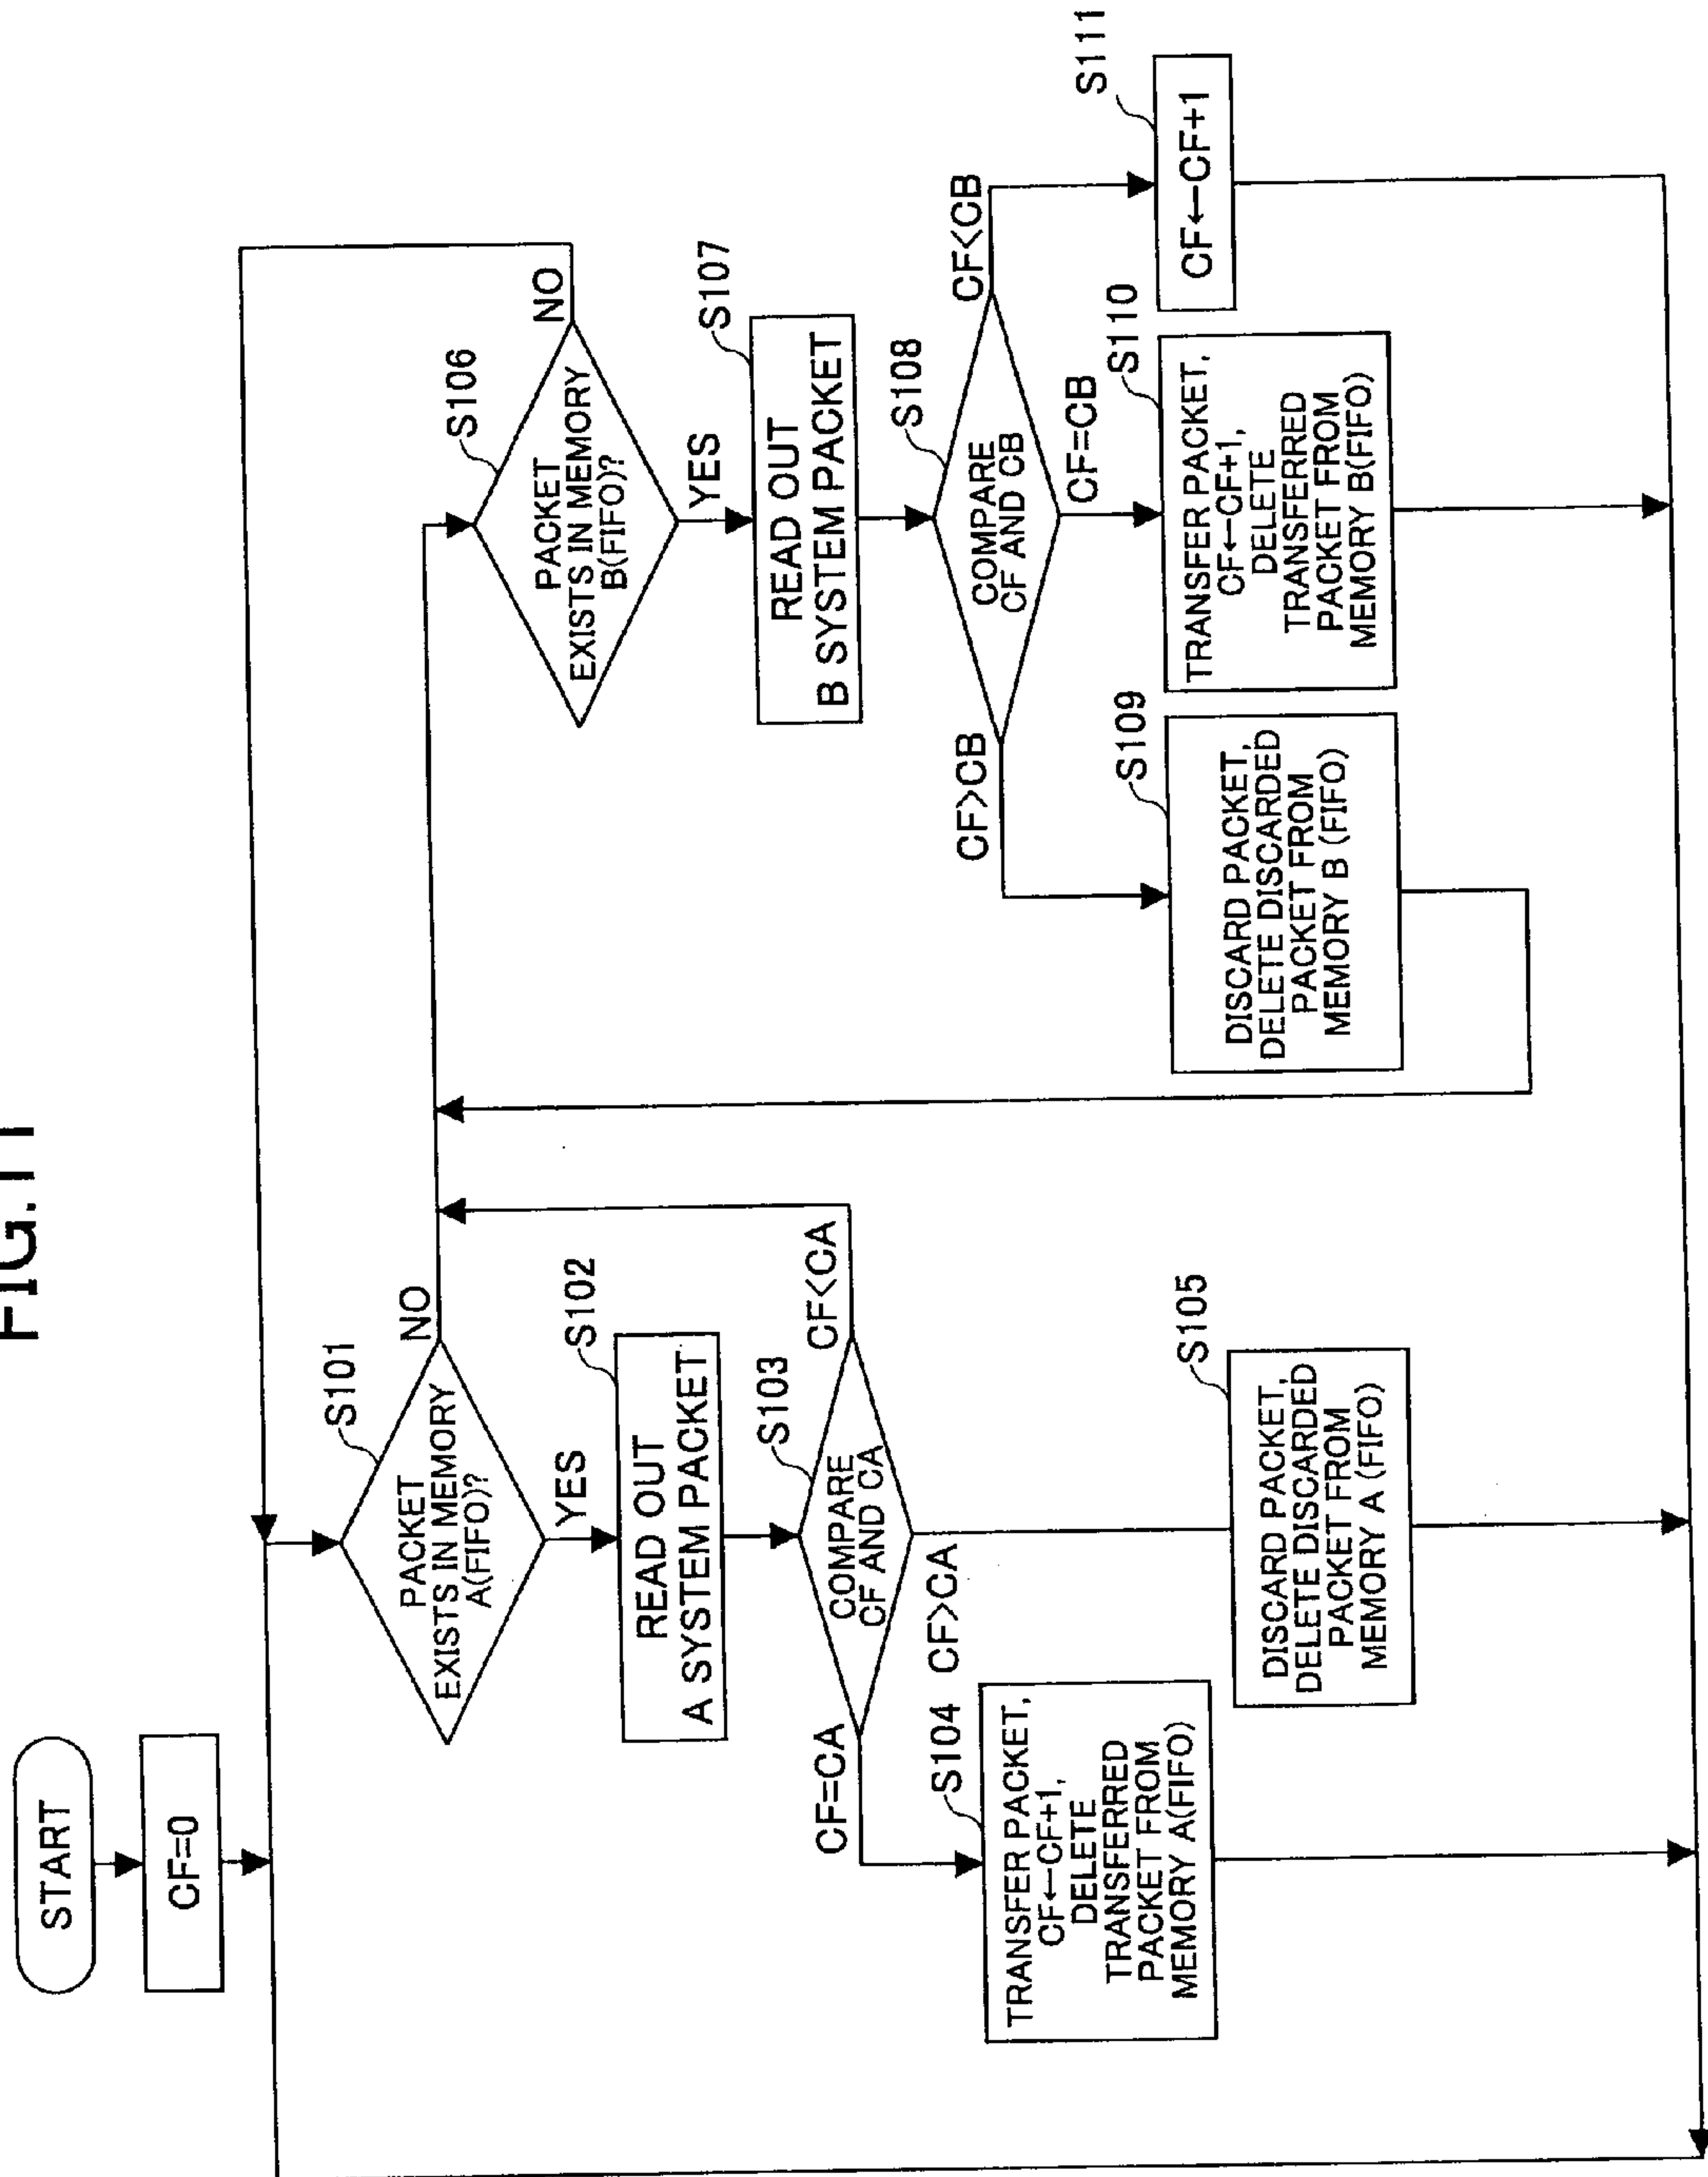 FIG.11
START
CF=0
S101
PACKET
EXISTS IN MEMORY
A(FIFO)?
NO
YES
S102
READ OUT
A SYSTEM PACKET
S103
COMPARE
CF AND CA
CF=CA
CF>CA
CF<CA
S104
TRANSFER PACKET,
CF←CF+1,
DELETE
TRANSFERRED
PACKET FROM
MEMORY A(FIFO)
S105
DISCARD PACKET,
DELETE DISCARDED
PACKET FROM
MEMORY A (FIFO)
S106
PACKET
EXISTS IN MEMORY
B(FIFO)?
NO
YES
S107
READ OUT
B SYSTEM PACKET
S108
COMPARE
CF AND CB
CF>CB
CF=CB
CF<CB
S109
DISCARD PACKET,
DELETE DISCARDED
PACKET FROM
MEMORY B (FIFO)
S110
TRANSFER PACKET,
CF←CF+1,
DELETE
TRANSFERRED
PACKET FROM
MEMORY B(FIFO)
S111
CF←CF+1